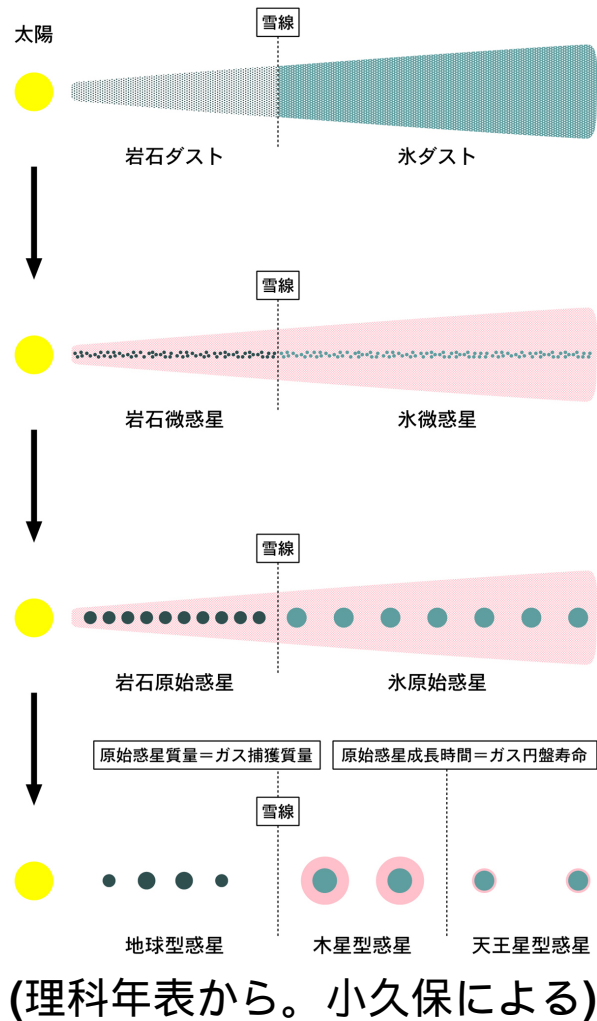 雪線
太陽
岩石ダスト
氷ダスト
雪線
岩石微惑星
氷微惑星
雪線
岩石原始惑星
氷原始惑星
原始惑星質量=ガス捕獲質量
原始惑星成長時間=ガス円盤寿命
雪線
地球型惑星
木星型惑星
天王星型惑星
(理科年表から。小久保による)